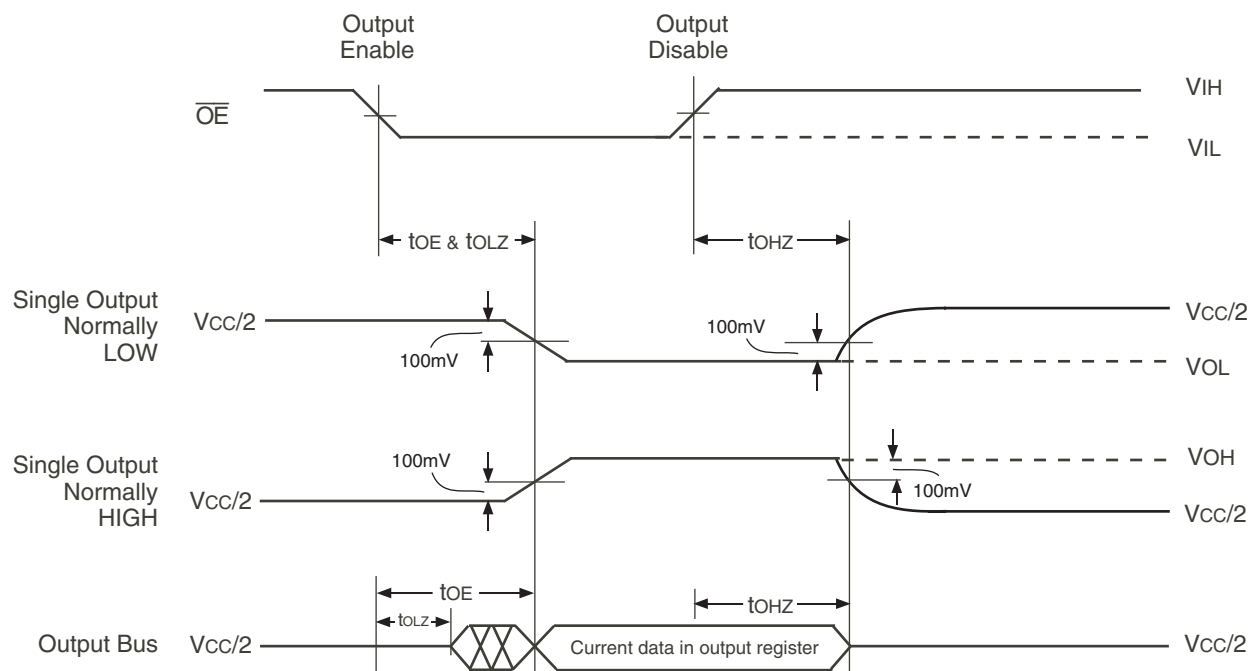 Output
Enable
Output
Disable
OE
VIH
VIL
tOE & tOLZ
tOHZ
Single Output
Normally
LOW
VCC/2
100mV
100mV
VCC/2
VOL
Single Output
Normally
HIGH
100mV
VCC/2
VOH
100mV
VCC/2
tOE
tOLZ
tOHZ
Output Bus
VCC/2
Current data in output register
VCC/2